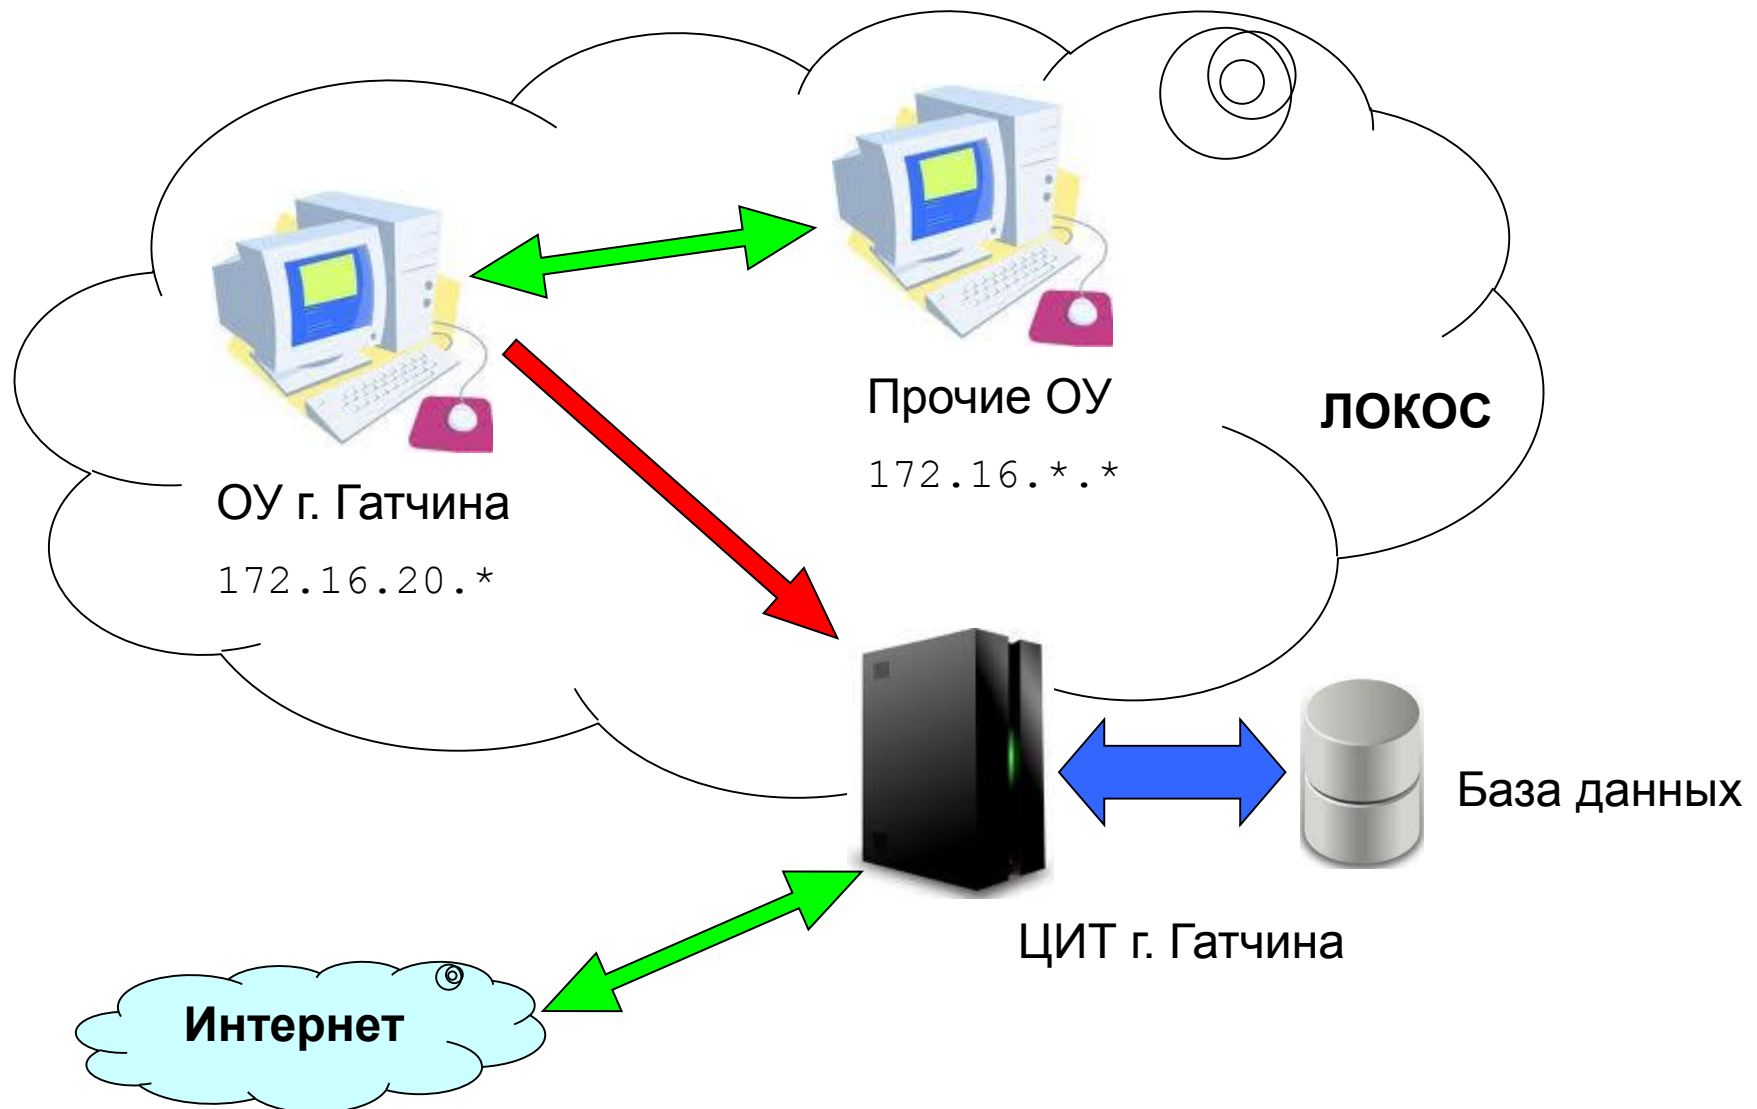 Прочие ОУ
172.16.*.*
ЛОКОС
ОУ г. Гатчина
172.16.20.*
База данных
ЦИТ г. Гатчина
Интернет